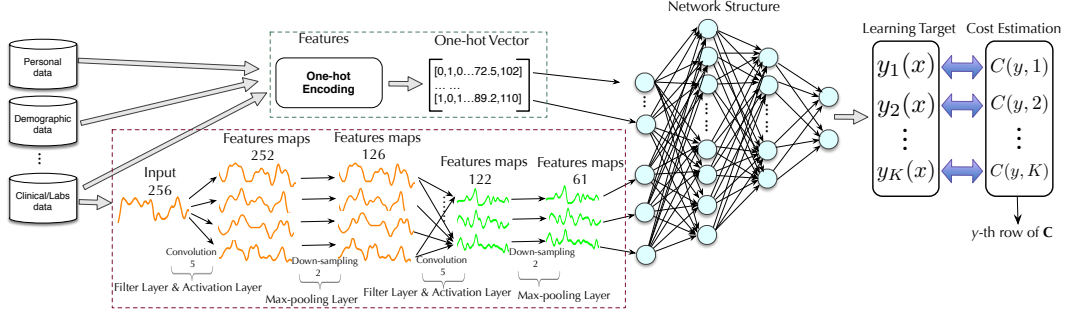 Personal
data
Demographic
data
Clinical/Labs
data
Features
One-hot
Encoding
One-hot Vector
[0,1,0...72.5,102]
... ...
[1,0,1...89.2,110]
Input
256
Features maps
252
Features maps
126
Features maps
122
Features maps
61
Convolution
5
Down-sampling
2
Convolution
5
Down-sampling
2
Filter Layer & Activation Layer
Max-pooling Layer
Filter Layer & Activation Layer
Max-pooling Layer
Network Structure
Learning Target
y₁(x)
y₂(x)
⋮
y_K(x)
Cost Estimation
C(y, 1)
C(y, 2)
⋮
C(y, K)
y-th row of C